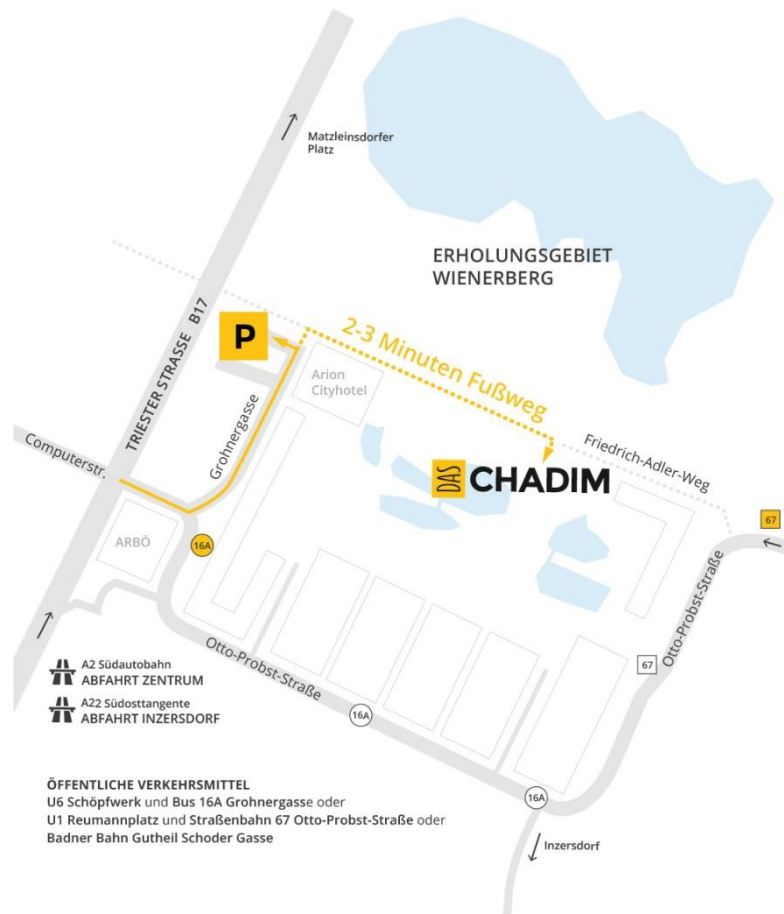 Matzleinsdorfer
Platz
ERHOLUNGSGEBIET
WIENERBERG
TRIESTER STRASSE B17
P
2-3 Minuten Fußweg
Arion
Cityhotel
Grohnergasse
Computerstr.
Friedrich-Adler-Weg
DAS CHADIM
67
ARBÖ
16A
Otto-Probst-Straße
Otto-Probst-Straße
67
A2 Südautobahn
ABFAHRT ZENTRUM
A22 Südosttangente
ABFAHRT INZERSDORF
16A
16A
Inzersdorf
ÖFFENTLICHE VERKEHRSMITTEL
U6 Schöpfwerk und Bus 16A Grohnergasse oder
U1 Reumannplatz und Straßenbahn 67 Otto-Probst-Straße oder
Badner Bahn Gutheil Schoder Gasse